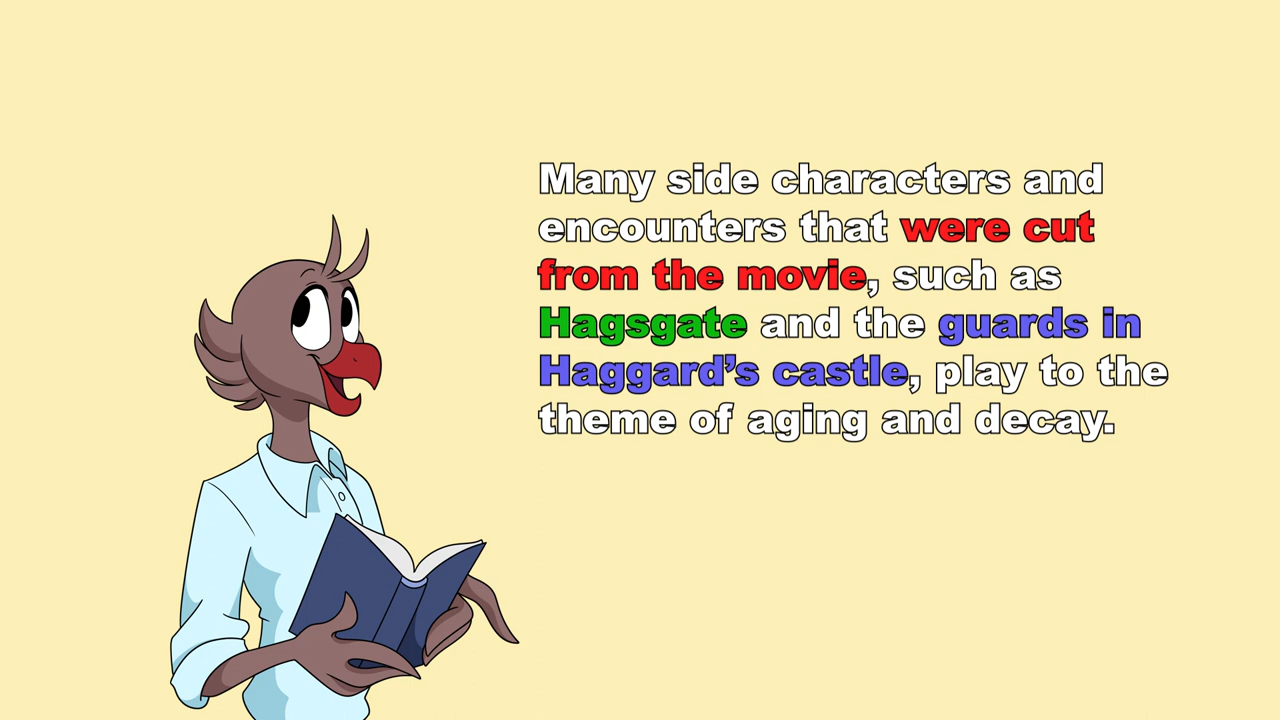 Many side characters and
encounters that were cut
from the movie, such as
Hagsgate and the guards in
Haggard’s castle, play to the
theme of aging and decay.